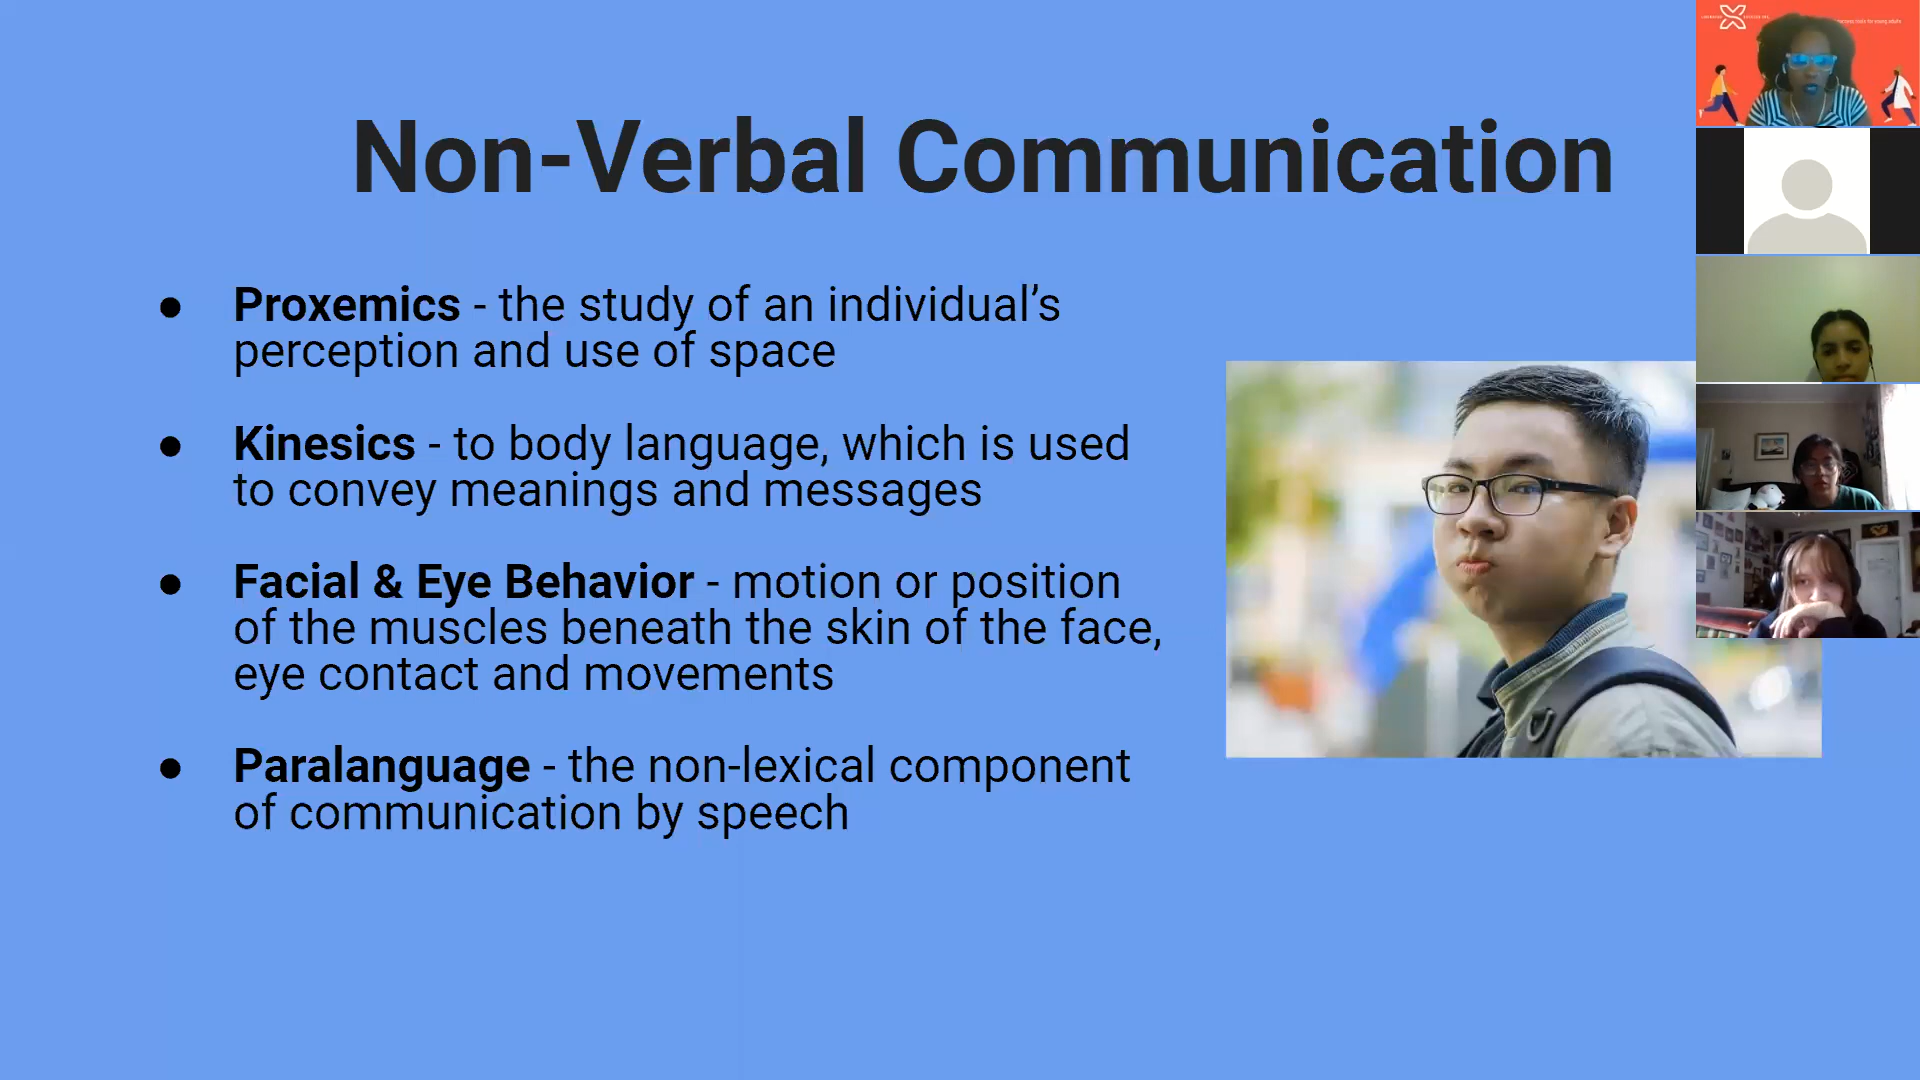 Non-Verbal Communication
● Proxemics - the study of an individual’s
perception and use of space
● Kinesics - to body language, which is used
to convey meanings and messages
● Facial & Eye Behavior - motion or position
of the muscles beneath the skin of the face,
eye contact and movements
● Paralanguage - the non-lexical component
of communication by speech